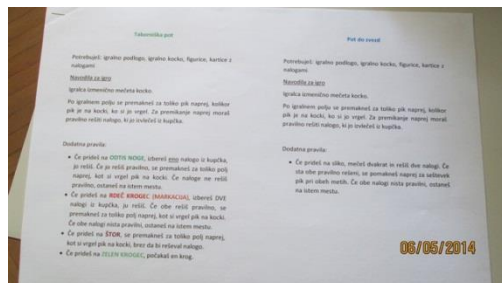 Tekmovalna pot
Potrebuješ: igralno podlogo, igralno kocko, figurice, kartice z
nalogami
Navodila za igro
Igralca izmenično mečeta kocko.
Po igralnem polju se premakneš za toliko pik naprej, kolikor
pik je na kocki, ko si jo vrgel. Za premikanje naprej moraš
pravilno rešiti nalogo, ki jo izvlečeš iz kupčka.
Dodatna pravila:
• Če prideš na ODTIS NOGE, izbereš eno nalogo iz kupčka,
jo rešiš. Če jo rešiš pravilno, se premakneš za toliko polj
naprej, kot si vrgel pik na kocki. Če naloge ne rešiš
pravilno, ostaneš na istem mestu.
• Če prideš na RDEČ KROGEC (MARKACIJA), izbereš DVE
nalogi iz kupčka, ju rešiš. Če obe rešiš pravilno, se
premakneš za toliko polj naprej, kot si vrgel pik na kocki.
Če obe nalogi nista pravilni, ostaneš na istem mestu.
• Če prideš na ŠTOR, se premakneš za toliko polj naprej,
kot si vrgel pik na kocki, brez da bi reševal nalogo.
• Če prideš na ZELEN KROGEC, počakaš en krog.
Pot do zvezd
Potrebuješ: igralno podlogo, igralno kocko, figurice, kartice z
nalogami
Navodila za igro
Igralca izmenično mečeta kocko.
Po igralnem polju se premakneš za toliko pik naprej, kolikor
pik je na kocki, ko si jo vrgel. Za premikanje naprej moraš
pravilno rešiti nalogo, ki jo izvlečeš iz kupčka.
Dodatna pravila:
• Če prideš na sliko, mečeš dvakrat in rešiš dve nalogi. Če
sta obe pravilno rešeni, se pomakneš naprej za seštevek
pik pri obeh metih. Če obe nalogi nista pravilni, ostaneš
na istem mestu.
06/05/2014